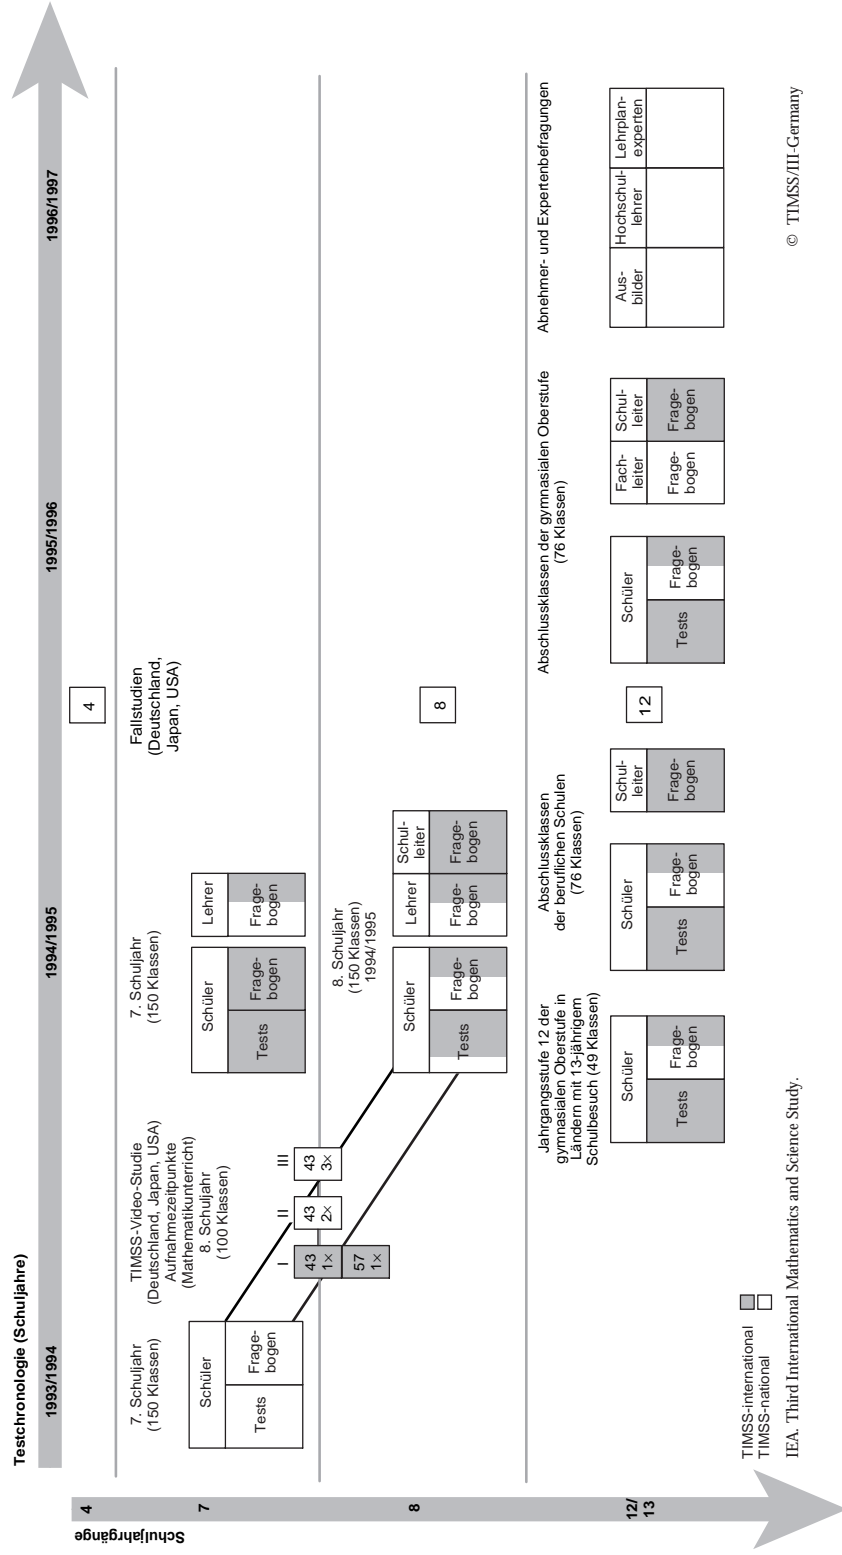 Testchronologie (Schuljahre)
1993/1994
1994/1995
1995/1996
1996/1997
Schuljahrgänge
4
7
8
12/
13
4
7. Schuljahr
(150 Klassen)
Schüler
Tests
Frage-
bogen
TIMSS-Video-Studie
(Deutschland, Japan, USA)
Aufnahmezeitpunkte
(Mathematikunterricht)
8. Schuljahr
(100 Klassen)
I
II
III
43
1×
43
2×
43
3×
57
1×
7. Schuljahr
(150 Klassen)
Schüler
Tests
Frage-
bogen
Lehrer
Frage-
bogen
Fallstudien
(Deutschland,
Japan, USA)
8. Schuljahr
(150 Klassen)
1994/1995
Schüler
Tests
Frage-
bogen
Lehrer
Frage-
bogen
Schul-
leiter
Frage-
bogen
8
Jahrgangsstufe 12 der
gymnasialen Oberstufe in
Ländern mit 13-jährigem
Schulbesuch (49 Klassen)
Schüler
Tests
Frage-
bogen
Abschlussklassen
der beruflichen Schulen
(76 Klassen)
Schüler
Tests
Frage-
bogen
Schul-
leiter
Frage-
bogen
12
Abschlussklassen der gymnasialen Oberstufe
(76 Klassen)
Schüler
Tests
Frage-
bogen
Fach-
leiter
Frage-
bogen
Schul-
leiter
Frage-
bogen
Abnehmer- und Expertenbefragungen
Aus-
bilder
Hochschul-
lehrer
Lehrplan-
experten
TIMSS-international
TIMSS-national
IEA. Third International Mathematics and Science Study.
© TIMSS/III-Germany